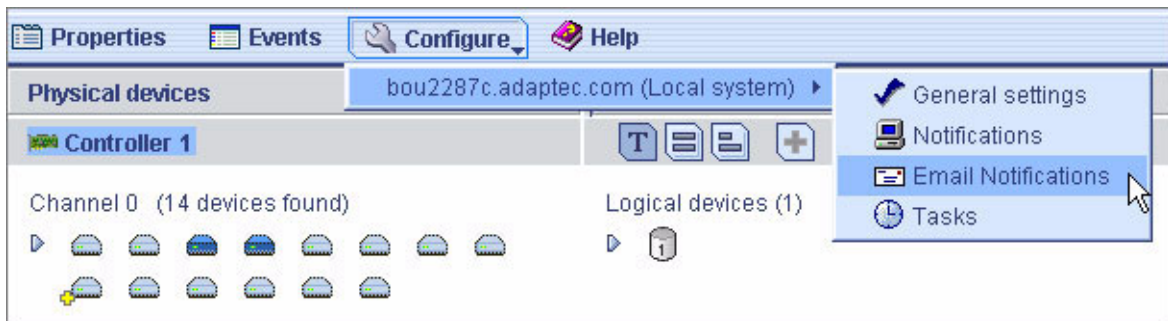 Properties Events Configure Help
bou2287c.adaptec.com (Local system)
Physical devices
General settings
Notifications
Email Notifications
Tasks
Controller 1
T
Channel 0 (14 devices found)
Logical devices (1)
1